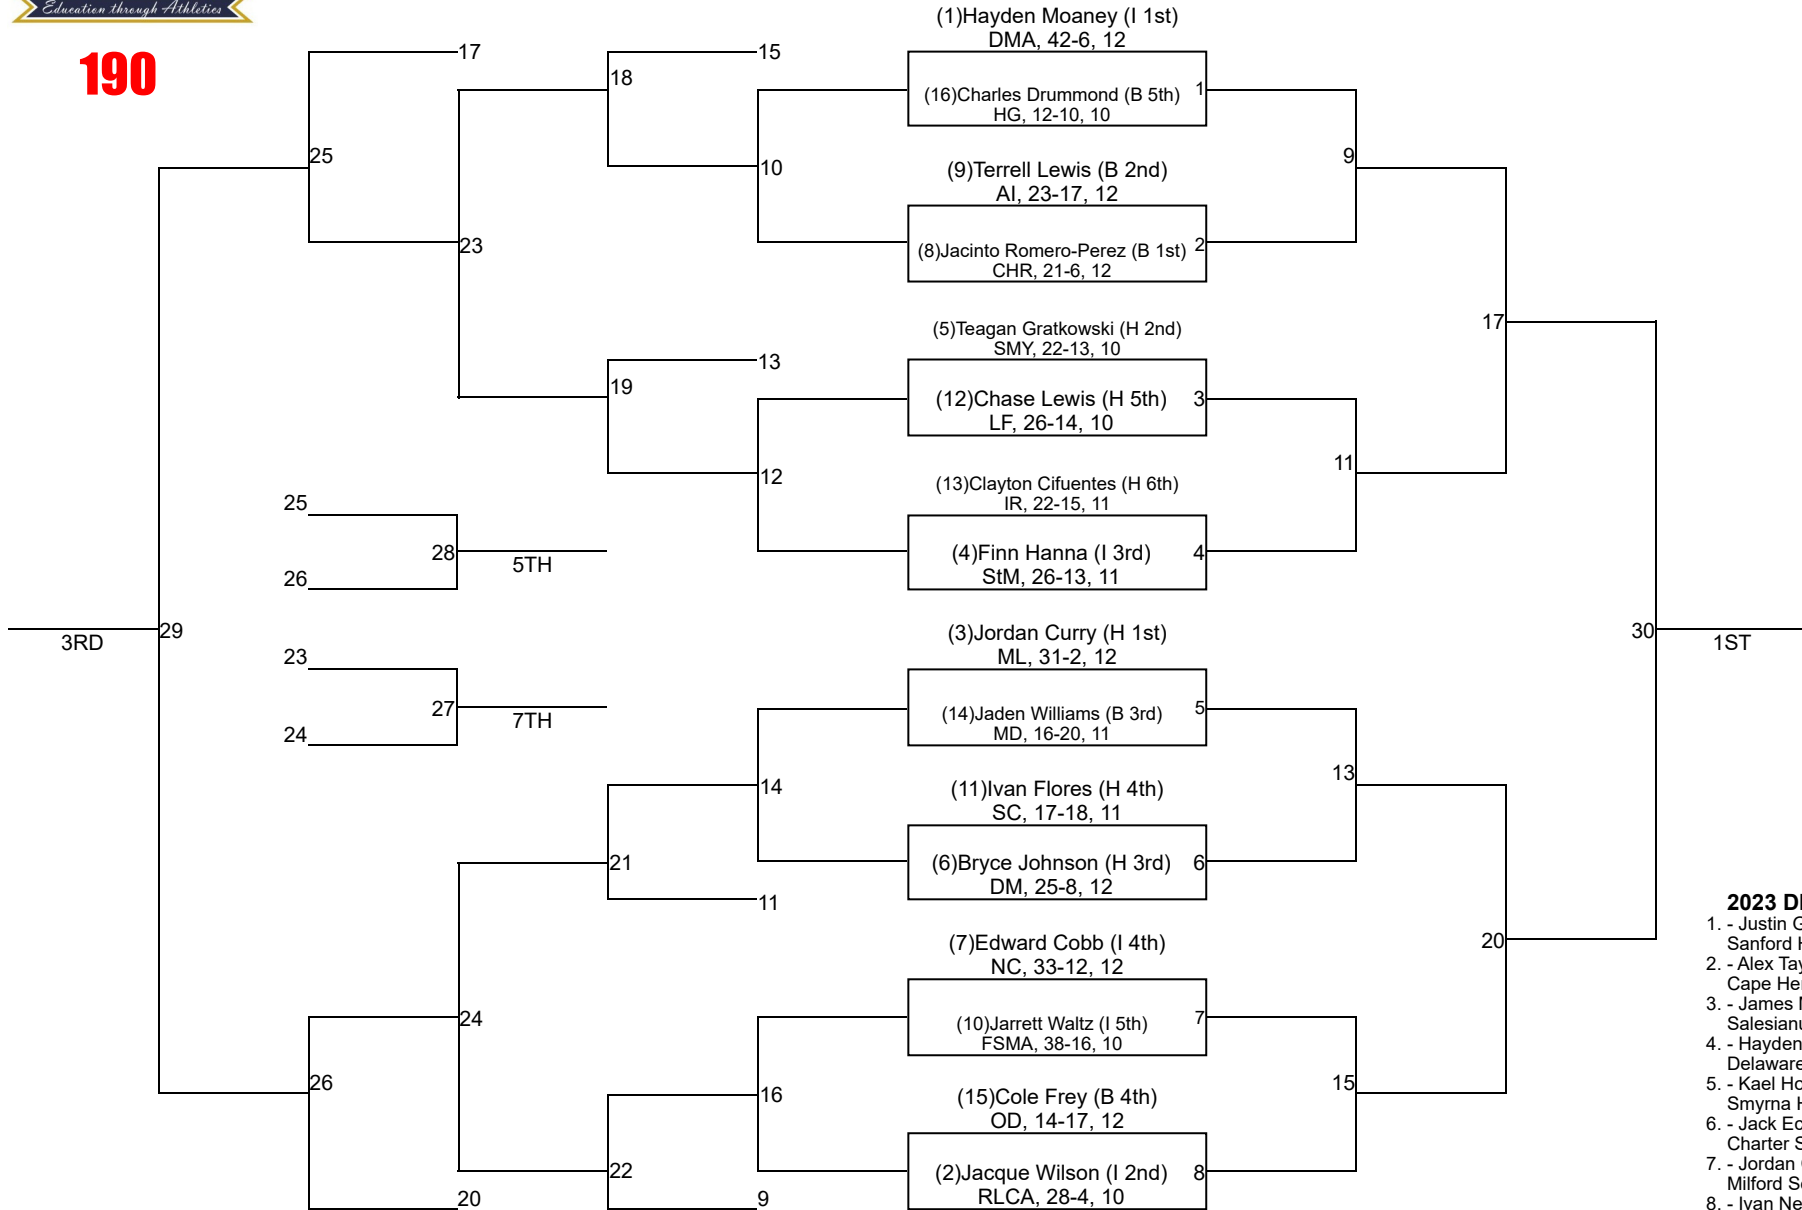 Education through Athletics
190
17
25
23
18
15
10
19
13
12
25
28
26
5TH
3RD
29
23
27
24
7TH
14
21
11
24
26
16
22
20
9
(1)Hayden Moaney (I 1st)
DMA, 42-6, 12
(16)Charles Drummond (B 5th) 1
HG, 12-10, 10
(9)Terrell Lewis (B 2nd)
AI, 23-17, 12
(8)Jacinto Romero-Perez (B 1st) 2
CHR, 21-6, 12
(5)Teagan Gratkowski (H 2nd)
SMY, 22-13, 10
(12)Chase Lewis (H 5th) 3
LF, 26-14, 10
(13)Clayton Cifuentes (H 6th)
IR, 22-15, 11
(4)Finn Hanna (I 3rd) 4
StM, 26-13, 11
(3)Jordan Curry (H 1st)
ML, 31-2, 12
(14)Jaden Williams (B 3rd) 5
MD, 16-20, 11
(11)Ivan Flores (H 4th)
SC, 17-18, 11
(6)Bryce Johnson (H 3rd) 6
DM, 25-8, 12
(7)Edward Cobb (I 4th)
NC, 33-12, 12
(10)Jarrett Waltz (I 5th) 7
FSMA, 38-16, 10
(15)Cole Frey (B 4th)
OD, 14-17, 12
(2)Jacque Wilson (I 2nd) 8
RLCA, 28-4, 10
9
17
11
30
1ST
13
20
15
2023
1. - Justin
Sanford
2. - Alex
Cape
3. - James
4. - Hayden
Delaware
5. - Kael
Smyrna
6. - Jack
Charter
7. - Jordan
Milford
8. - Ivan